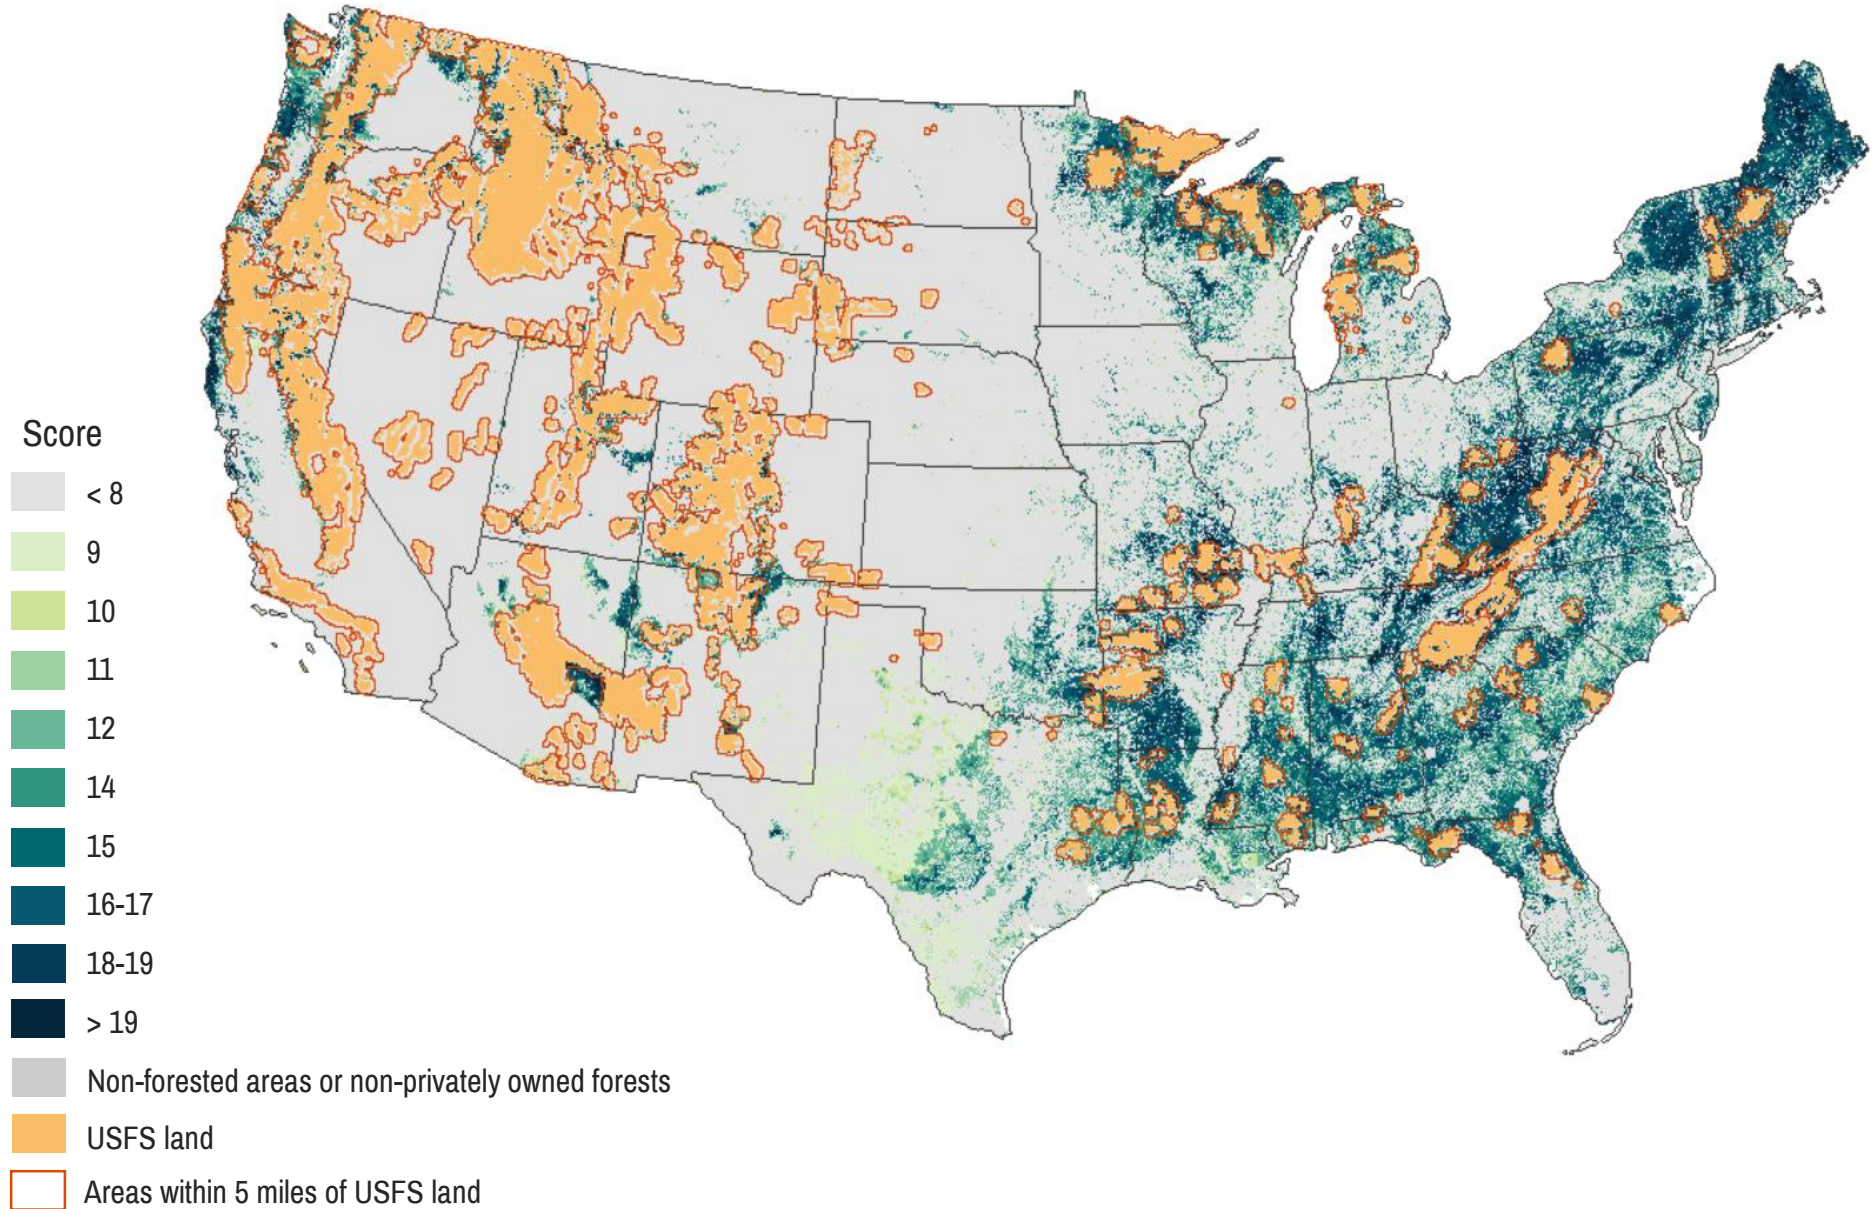 Score
< 8
9
10
11
12
14
15
16-17
18-19
> 19
Non-forested areas or non-privately owned forests
USFS land
Areas within 5 miles of USFS land